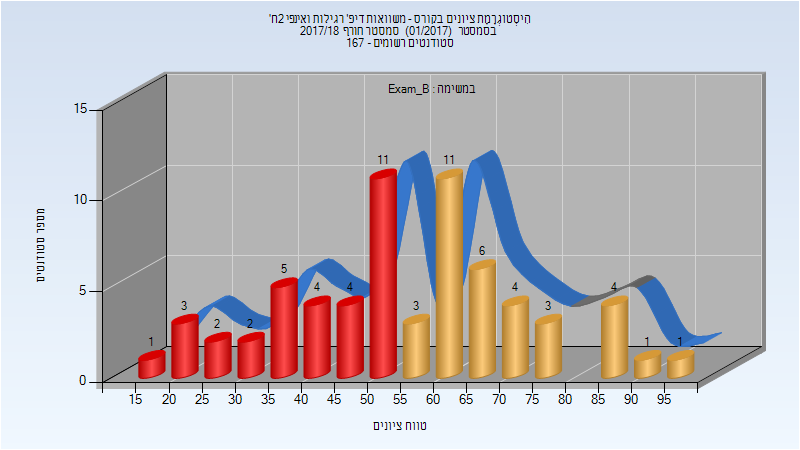 הִיסְטוֹגְרָמַת ציונים בקורס - משוואות דיפ' רגילות ואינפי 2ח'
בסמסטר (01/2017) סמסטר חורף 2017/18
סטודנטים רשומים - 167
במשימה : Exam_B
מספר סטודנטים
15
10
5
0
1
3
2
2
5
4
4
11
3
11
6
4
3
4
1
1
15 20 25 30 35 40 45 50 55 60 65 70 75 80 85 90 95
טווח ציונים